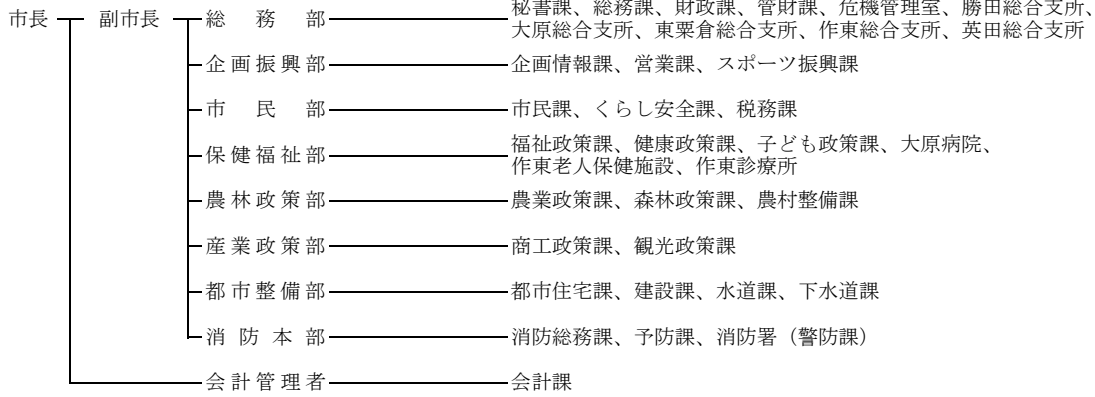 市長 副市長 総務部 秘書課、総務課、財政課、管財課、危機管理室、勝田総合支所、
大原総合支所、東粟倉総合支所、作東総合支所、英田総合支所
企画振興部 企画情報課、営業課、スポーツ振興課
市民部 市民課、くらし安全課、税務課
保健福祉部 福祉政策課、健康政策課、子ども政策課、大原病院、
作東老人保健施設、作東診療所
農林政策部 農業政策課、森林政策課、農村整備課
産業政策部 商工政策課、観光政策課
都市整備部 都市住宅課、建設課、水道課、下水道課
消防本部 消防総務課、予防課、消防署（警防課）
会計管理者 会計課